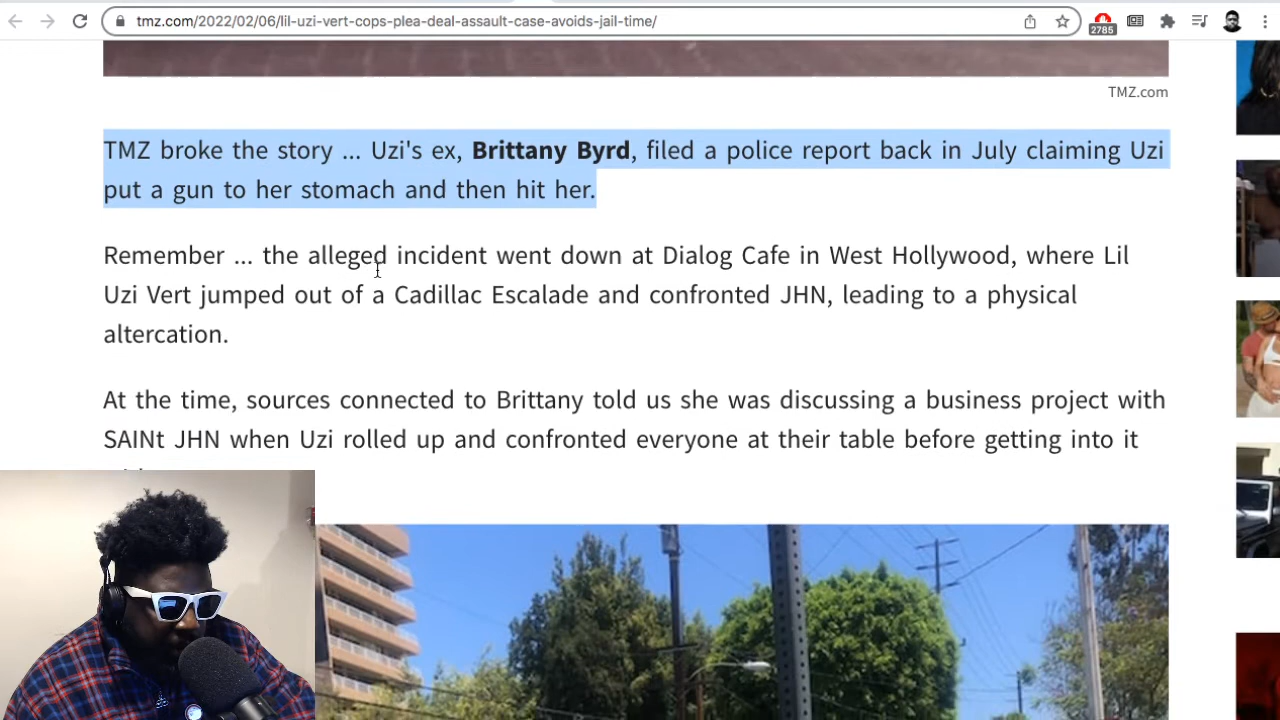 tmz.com/2022/02/06/lil-uzi-vert-cops-plea-deal-assault-case-avoids-jail-time/
2785
TMZ.com
TMZ broke the story ... Uzi's ex, Brittany Byrd, filed a police report back in July claiming Uzi
put a gun to her stomach and then hit her.
Remember ... the alleged incident went down at Dialog Cafe in West Hollywood, where Lil
Uzi Vert jumped out of a Cadillac Escalade and confronted JHN, leading to a physical
altercation.
At the time, sources connected to Brittany told us she was discussing a business project with
SAINt JHN when Uzi rolled up and confronted everyone at their table before getting into it